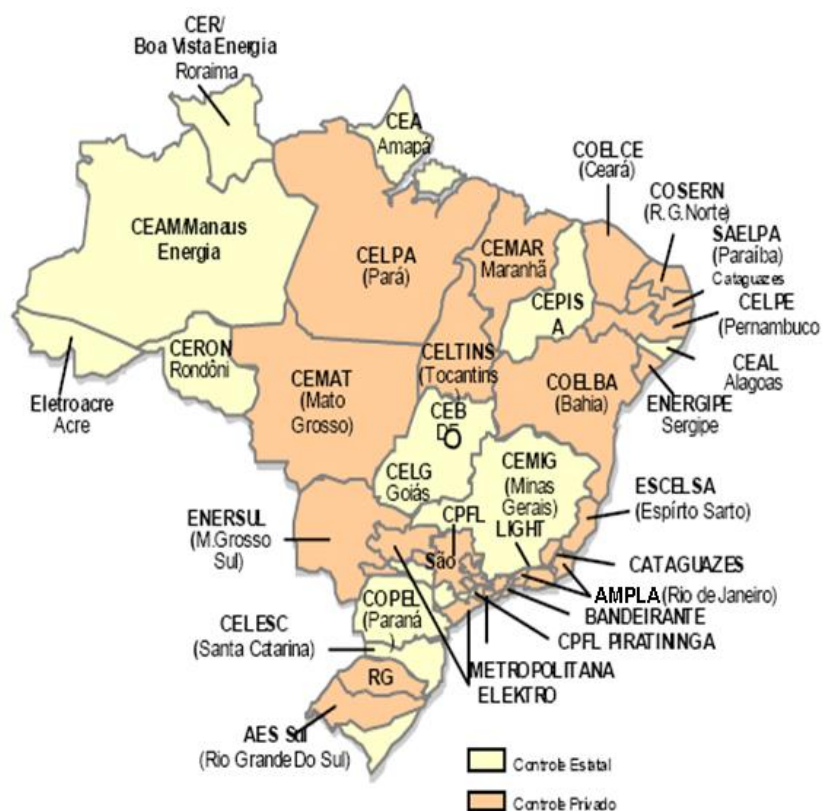 CER/
Boa Vista Energia
Roraima
CEA
Amapá
COELCE
(Ceará)
COSERN
(R.G.Norte)
SAELPA
(Paraíba)
Cataguazes
CEAM/Manaus
Energia
CELPA
(Pará)
CEMAR
Maranhã
CEPIS
A
CELPE
(Pernambuco
CEAL
Alagoas
CERON
Rondôni
Eletroacre
Acre
CEMAT
(Mato
Grosso)
CELTINS
(Tocantins
)
COELBA
(Bahia)
ENERGIPE
Sergipe
CEB
DF
CELG
Goiás
CEMIG
(Minas
Gerais)
ESCELSA
(Espírto Sarto)
ENERSUL
(M.Grosso
Sul)
CPFL
LIGHT
São
CATAGUAZES
AMPLA (Rio de Janeiro)
BANDEIRANTE
CPFL PIRATININGA
COPEL
(Paraná
)
CELESC
(Santa Catarina)
METROPOLITANA
ELEKTRO
RG
AES Sul
(Rio Grande Do Sul)
Controle Estatal
Controle Privado